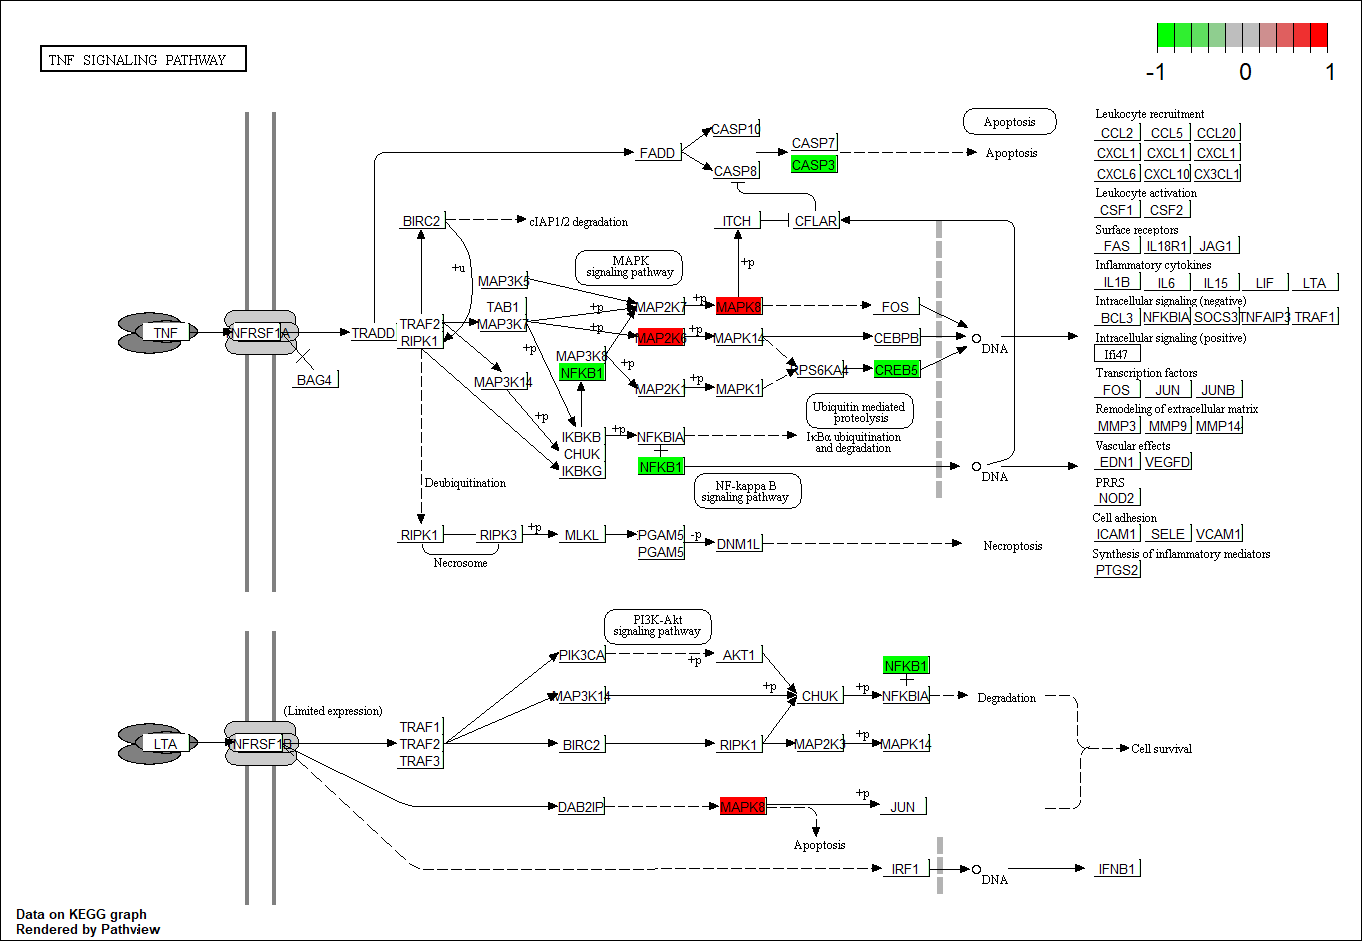 TNF SIGNALING PATHWAY
-1 0 1
Leukocyte recruitment
CCL2 CCL5 CCL20
CXCL1 CXCL1 CXCL1
CXCL6 CXCL10 CX3CL1
Leukocyte activation
CSF1 CSF2
Surface receptors
FAS IL18R1 JAG1
Inflammatory cytokines
IL1B IL6 IL15 LIF LTA
Intracellular signaling (negative)
BCL3 NFKBIA SOCS3 TNFAIP3 TRAF1
Intracellular signaling (positive)
Ifi47
Transcription factors
FOS JUN JUNB
Remodeling of extracellular matrix
MMP3 MMP9 MMP14
Vascular effects
EDN1 VEGFD
PRRS
NOD2
Cell adhesion
ICAM1 SELE VCAM1
Synthesis of inflammatory mediators
PTGS2
Apoptosis
CASP10
CASP7
FADD
Apoptosis
CASP3
CASP8
BIRC2
cIAP1/2 degradation
ITCH
CFLAR
+u
MAPK
signaling pathway
+p
MAP3K5
TAB1
MAP3K7
+p
MAP2K7
+p
MAPK8
FOS
TNF
NFRSF1A
TRADD
TRAF2
RIPK1
+p
MAP2K6
+p
MAPK14
CEBPB
DNA
BAG4
MAP3K8
NFKB1
+p
RPS6KA4
+p
CREB5
+p
MAP3K14
MAP2K1
+p
MAPK1
+p
Ubiquitin mediated
proteolysis
IKBKB
CHUK
IKBKG
+p
NFKBIA
IκBα ubiquitination
and degradation
NFKB1
DNA
NF-kappa B
signaling pathway
Deubiquitination
RIPK1
RIPK3
+p
MLKL
PGAM5
PGAM5
-p
DNM1L
Necroptosis
Necrosome
PI3K-Akt
signaling pathway
PIK3CA
+p
AKT1
NFKB1
MAP3K14
+p
CHUK
+p
NFKBIA
Degradation
(Limited expression)
LTA
NFRSF1B
TRAF1
TRAF2
TRAF3
BIRC2
RIPK1
MAP2K3
+p
MAPK14
Cell survival
DAB2IP
MAPK8
+p
JUN
Apoptosis
IRF1
DNA
IFNB1
Data on KEGG graph
Rendered by Pathview